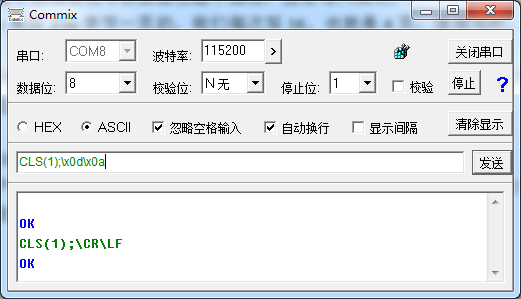 Commix
串口: COM8 波特率: 115200 > 关闭串口
数据位: 8 校验位: N 无 停止位: 1 校验 停止 ?
HEX ASCII 忽略空格输入 自动换行 显示间隔 清除显示
CLS(1);\x0d\x0a 发送
OK
CLS(1);\CR\LF
OK